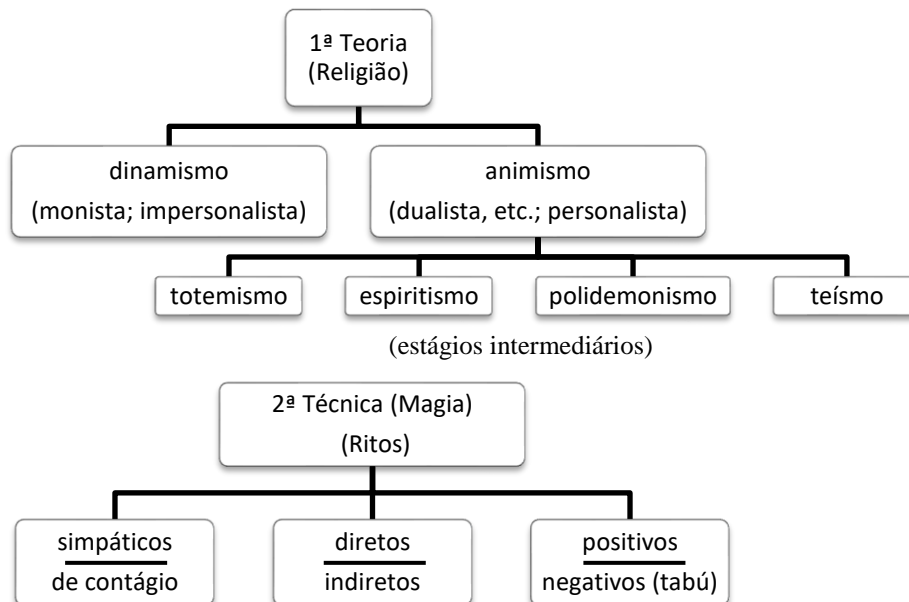 1ª Teoria
(Religião)
dinamismo
(monista; impersonalista)
animismo
(dualista, etc.; personalista)
totemismo
espiritismo
polidemonismo
teísmo
(estágios intermediários)
2ª Técnica (Magia)
(Ritos)
simpáticos
de contágio
diretos
indiretos
positivos
negativos (tabú)